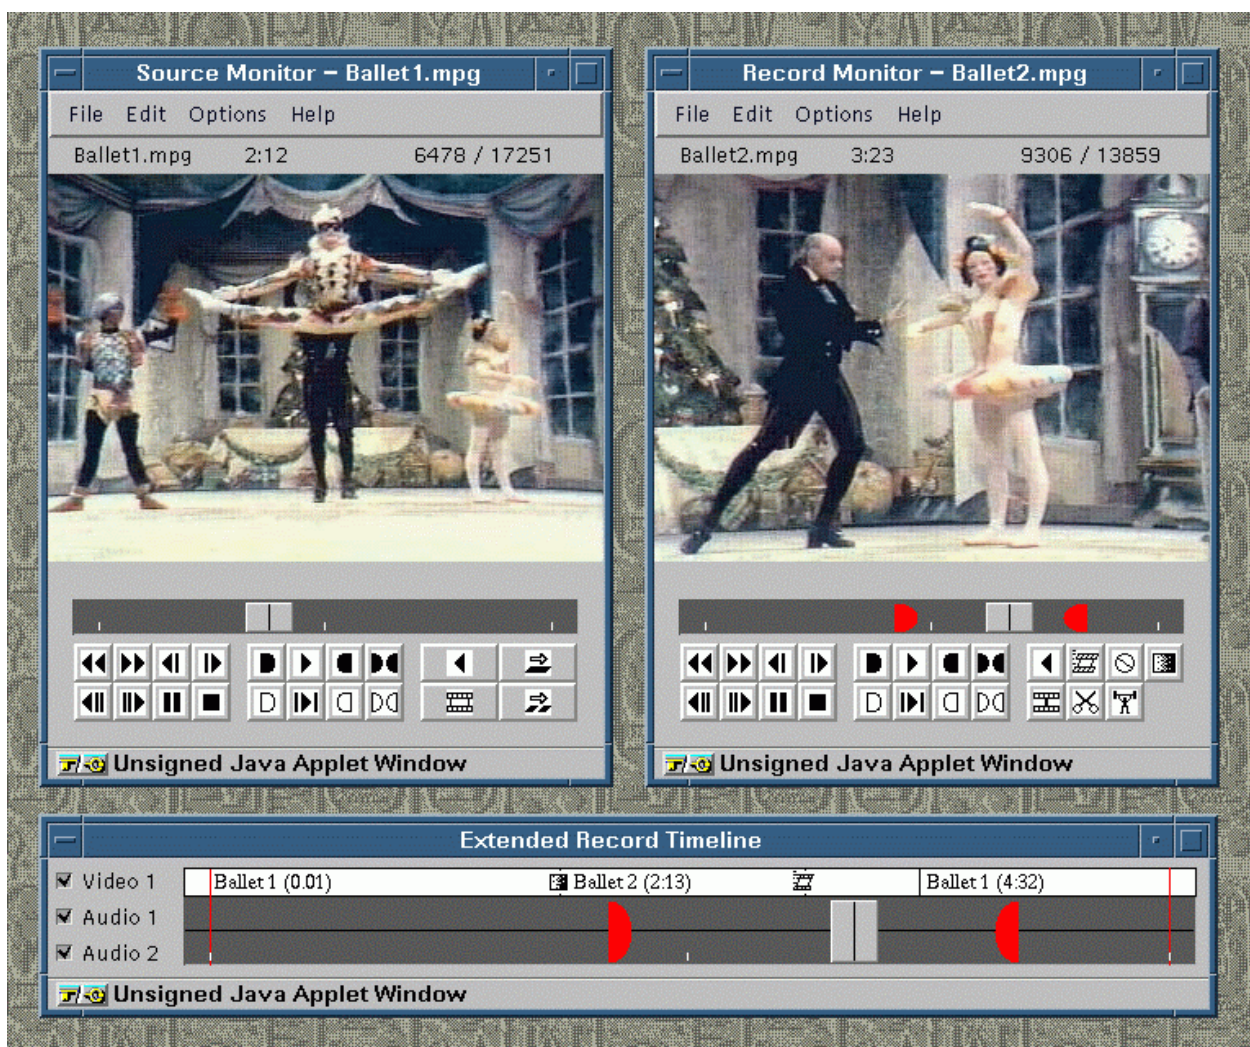 Source Monitor – Ballet1.mpg
File Edit Options Help
Ballet1.mpg 2:12 6478 / 17251
Unsigned Java Applet Window
Record Monitor – Ballet2.mpg
File Edit Options Help
Ballet2.mpg 3:23 9306 / 13859
Unsigned Java Applet Window
Extended Record Timeline
Video 1 Ballet 1 (0.01) Ballet 2 (2:13) Ballet 1 (4:32)
Audio 1
Audio 2
Unsigned Java Applet Window